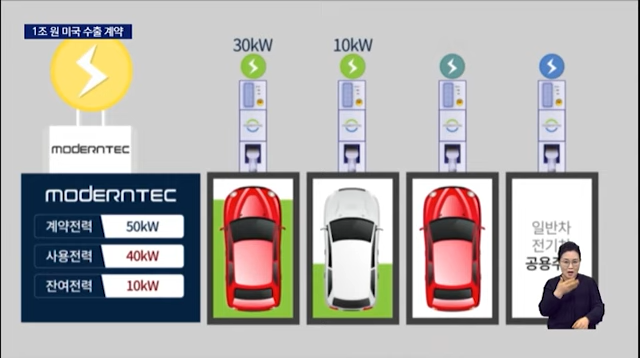 1조 원 미국 수출 계약
30kW
10kW
MODERNTEC
MODERNTEC
계약전력 50kW
사용전력 40kW
잔여전력 10kW
일반차
전기차
공용주